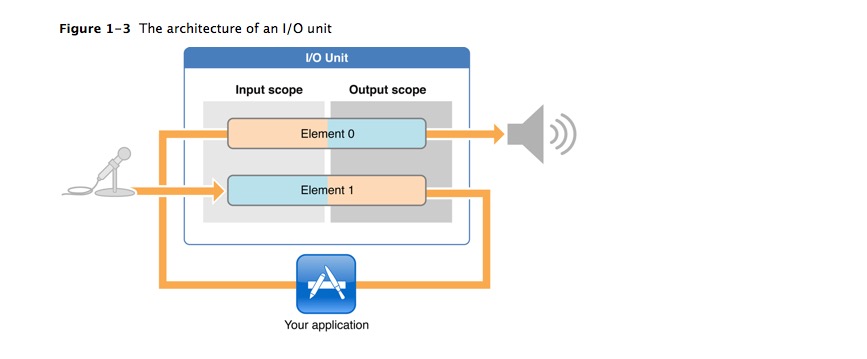 Figure 1–3 The architecture of an I/O unit
I/O Unit
Input scope
Output scope
Element 0
Element 1
Your application